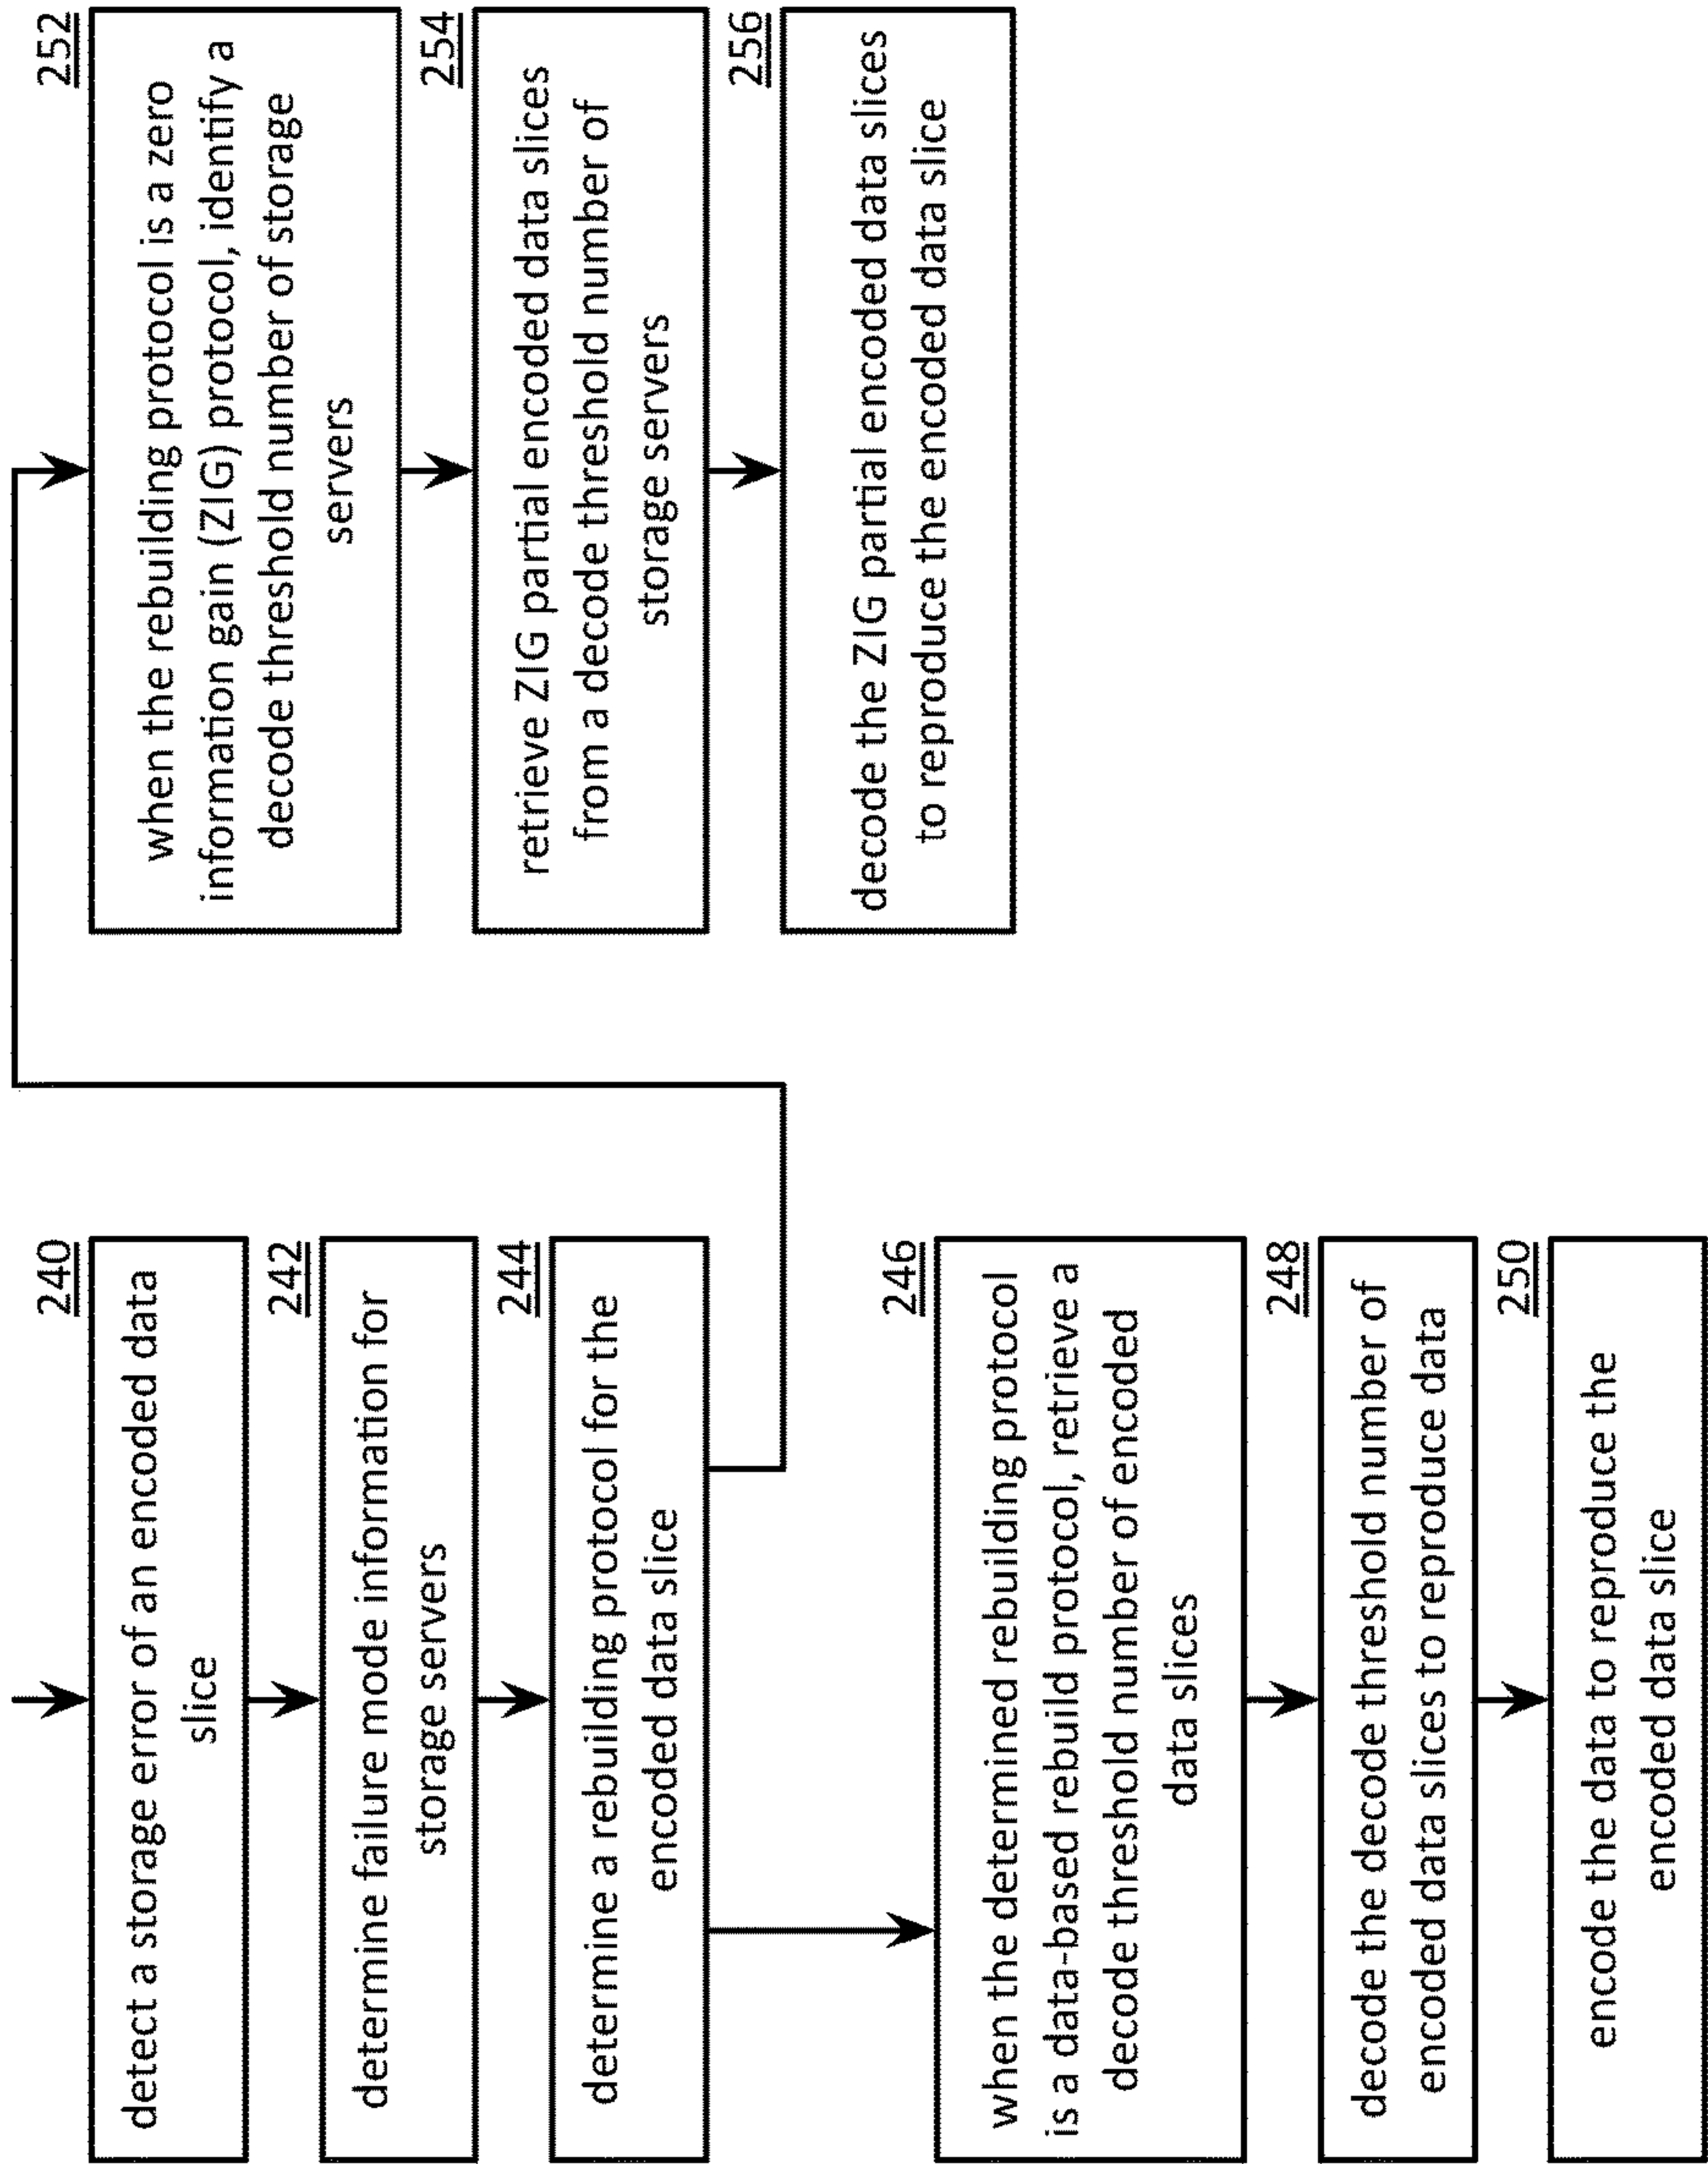 240
detect a storage error of an encoded data
slice
242
determine failure mode information for
storage servers
244
determine a rebuilding protocol for the
encoded data slice
246
when the determined rebuilding protocol
is a data-based rebuild protocol, retrieve a
decode threshold number of encoded
data slices
248
decode the decode threshold number of
encoded data slices to reproduce data
250
encode the data to reproduce the
encoded data slice
252
when the rebuilding protocol is a zero
information gain (ZIG) protocol, identify a
decode threshold number of storage
servers
254
retrieve ZIG partial encoded data slices
from a decode threshold number of
storage servers
256
decode the ZIG partial encoded data slices
to reproduce the encoded data slice